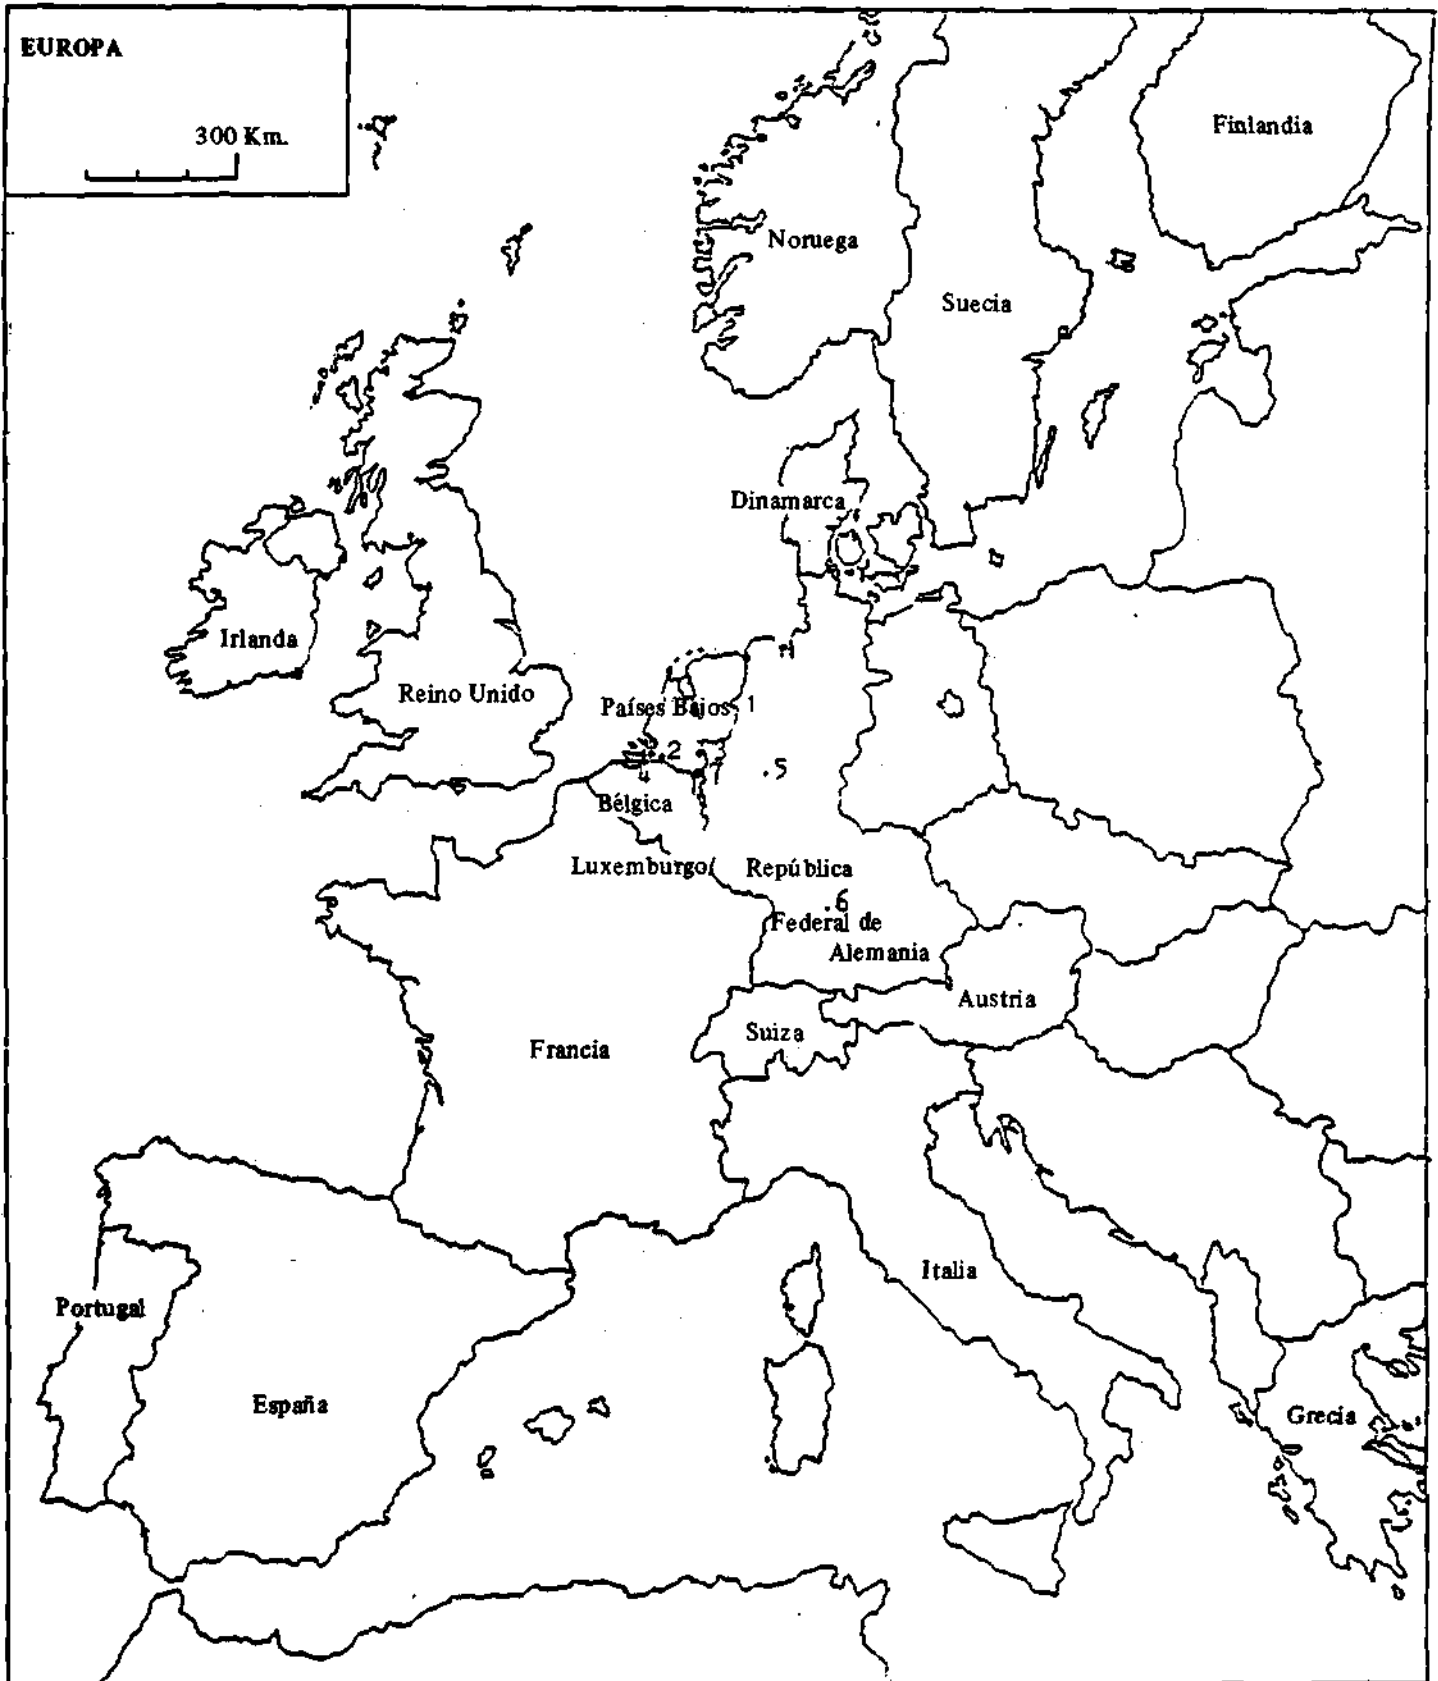 EUROPA
300 Km.
Finlandia
Noruega
Suecia
Dinamarca
Irlanda
Reino Unido
Países Bajos
1
.2
.5
4
7
Bélgica
Luxemburgo
República
.6
Federal de
Alemania
Austria
Suiza
Francia
Italia
Portugal
España
Grecia